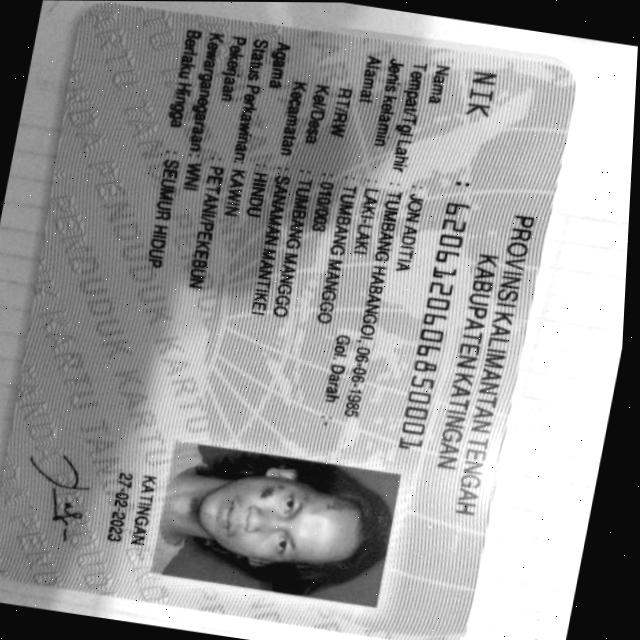 PROVINSI KALIMANTAN TENGAH
KABUPATEN KATINGAN
NIK : 6206120606850001
Nama : JON ADITIA
Tempat/Tgl Lahir : TUMBANG HABANGOI, 06-06-1985
Jenis kelamin : LAKI-LAKI Gol. Darah : -
Alamat TUMBANG MANGGO
RT/RW : 010/003
Kel/Desa : TUMBANG MANGGO
Kecamatan : SANAMAN MANTIKEI
Agama : HINDU
Status Perkawinan: KAWIN
Pekerjaan : PETANI/PEKEBUN
Kewarganegaraan: WNI
Berlaku Hingga : SEUMUR HIDUP
KATINGAN
27-02-2023